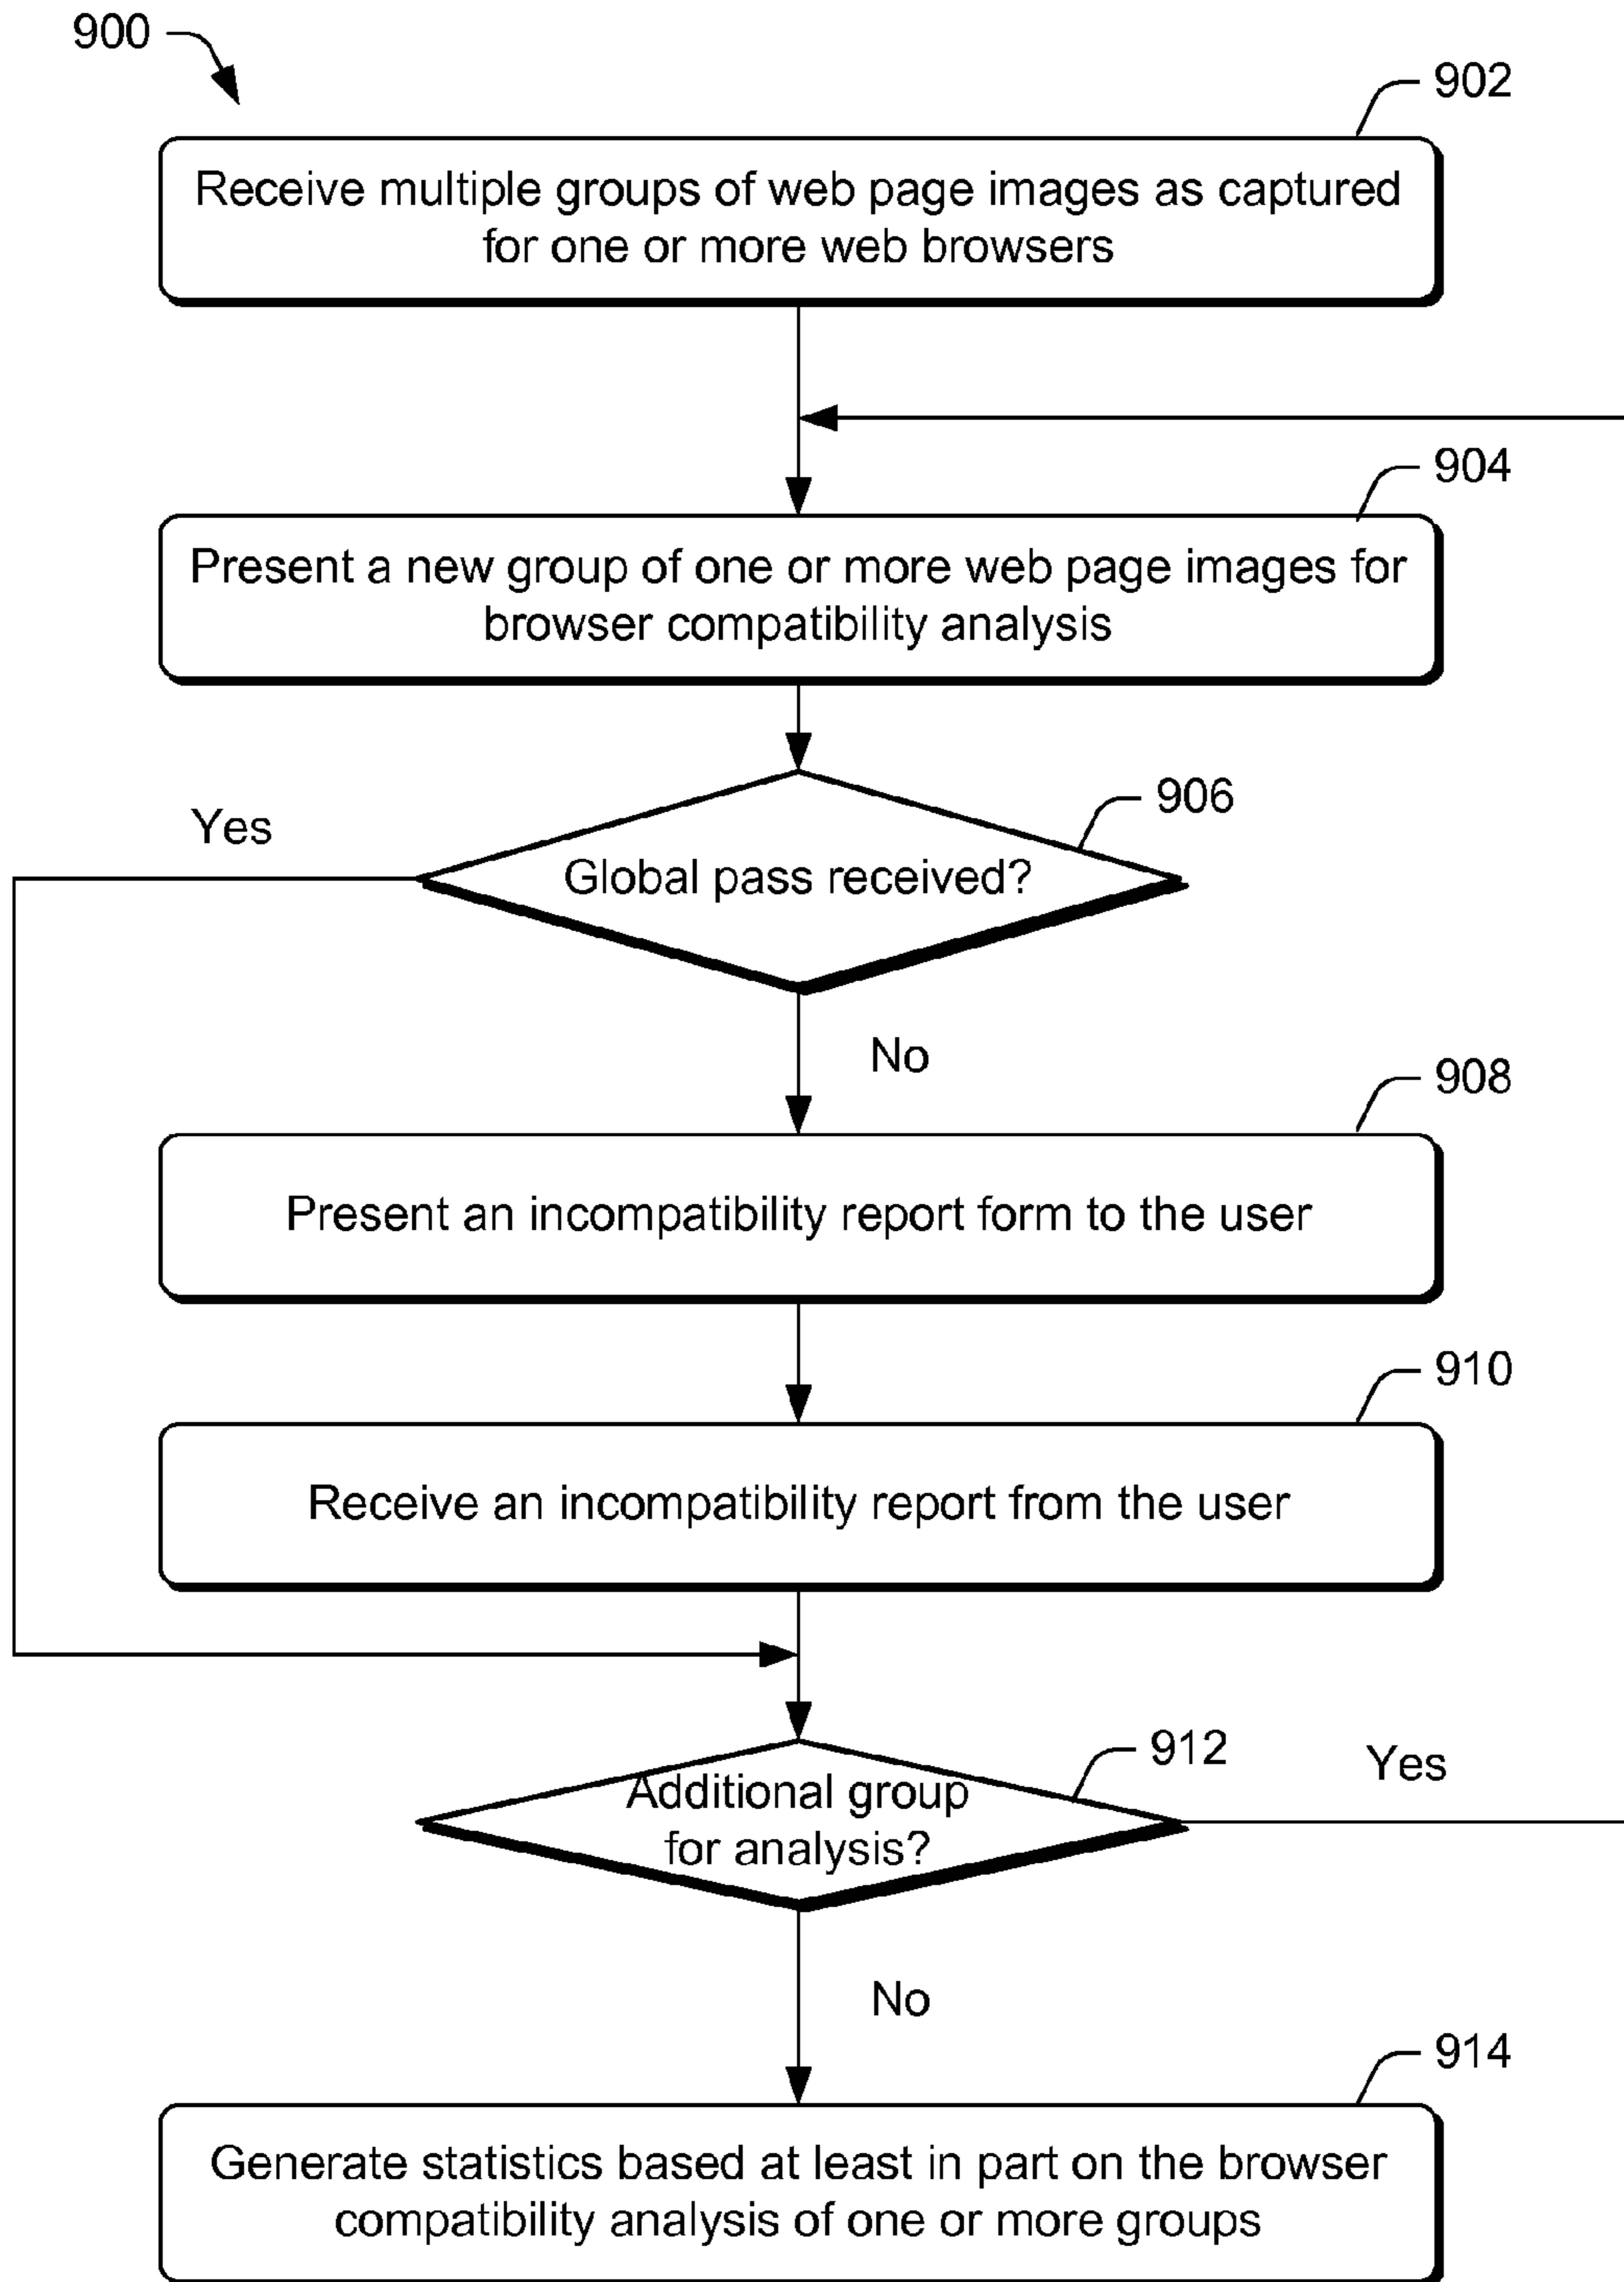 900
902
Receive multiple groups of web page images as captured
for one or more web browsers
904
Present a new group of one or more web page images for
browser compatibility analysis
906
Yes
Global pass received?
No
908
Present an incompatibility report form to the user
910
Receive an incompatibility report from the user
912
Yes
Additional group
for analysis?
No
914
Generate statistics based at least in part on the browser
compatibility analysis of one or more groups